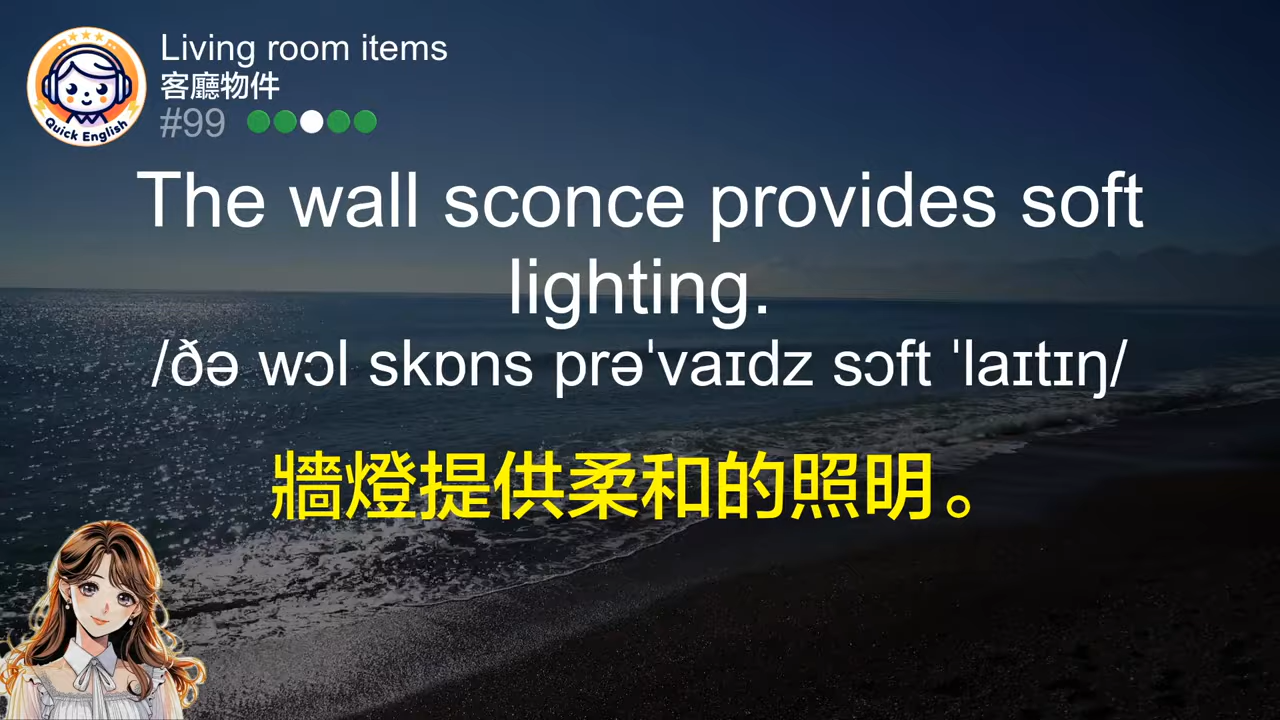 Quick English
Living room items
客廳物件
#99
The wall sconce provides soft
lighting.
/ðə wɔl skɒns prəˈvaɪdz sɔft ˈlaɪtɪŋ/
牆燈提供柔和的照明。